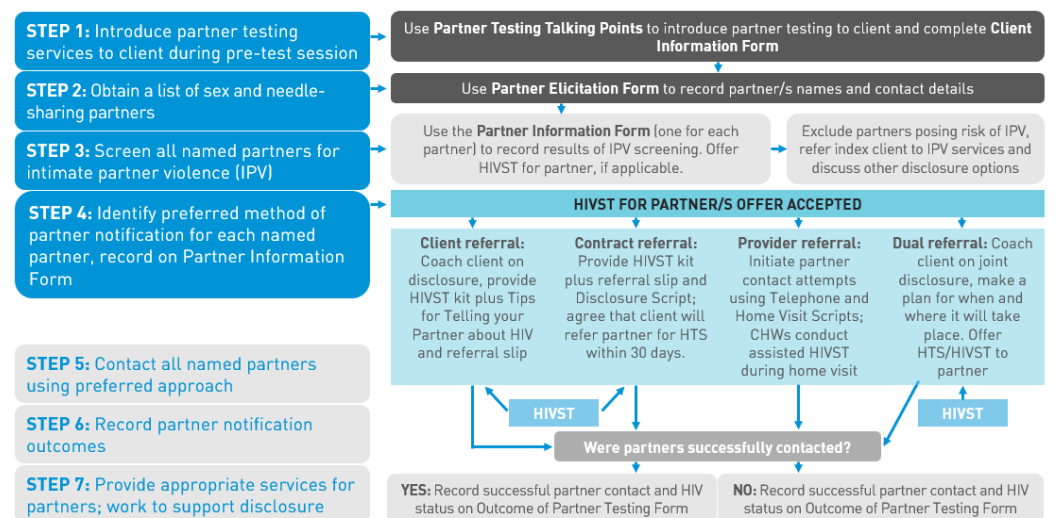 STEP 1: Introduce partner testing
services to client during pre-test session
Use Partner Testing Talking Points to introduce partner testing to client and complete Client
Information Form
STEP 2: Obtain a list of sex and needle-
sharing partners
Use Partner Elicitation Form to record partner/s names and contact details
STEP 3: Screen all named partners for
intimate partner violence (IPV)
Use the Partner Information Form (one for each
partner) to record results of IPV screening. Offer
HIVST for partner, if applicable.
Exclude partners posing risk of IPV,
refer index client to IPV services and
discuss other disclosure options
STEP 4: Identify preferred method of
partner notification for each named
partner, record on Partner Information
Form
HIVST FOR PARTNER/S OFFER ACCEPTED
Client referral:
Coach client on
disclosure, provide
HIVST kit plus Tips
for Telling your
Partner about HIV
and referral slip
Contract referral:
Provide HIVST kit
plus referral slip and
Disclosure Script;
agree that client will
refer partner for HTS
within 30 days.
Provider referral:
Initiate partner
contact attempts
using Telephone and
Home Visit Scripts;
CHWs conduct
assisted HIVST
during home visit
Dual referral: Coach
client on joint
disclosure, make a
plan for when and
where it will take
place. Offer
HTS/HIVST to
partner
STEP 5: Contact all named partners
using preferred approach
HIVST
HIVST
STEP 6: Record partner notification
outcomes
Were partners successfully contacted?
STEP 7: Provide appropriate services for
partners; work to support disclosure
YES: Record successful partner contact and HIV
status on Outcome of Partner Testing Form
NO: Record successful partner contact and HIV
status on Outcome of Partner Testing Form